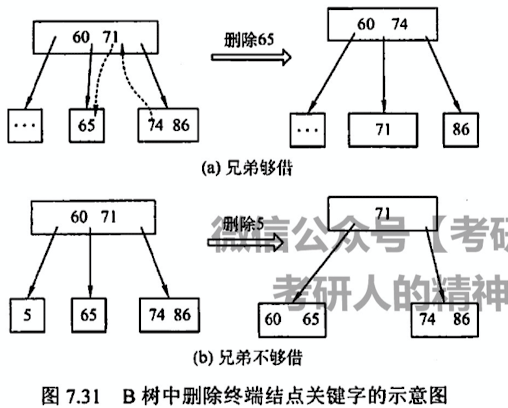 60 71
删除65
60 74
...
65
74 86
...
71
86
(a) 兄弟够借
60 71
删除5
71
微信公众号【考研
考研人的精神
5
65
74 86
60 65
74 86
(b) 兄弟不够借
图 7.31 B 树中删除终端结点关键字的示意图